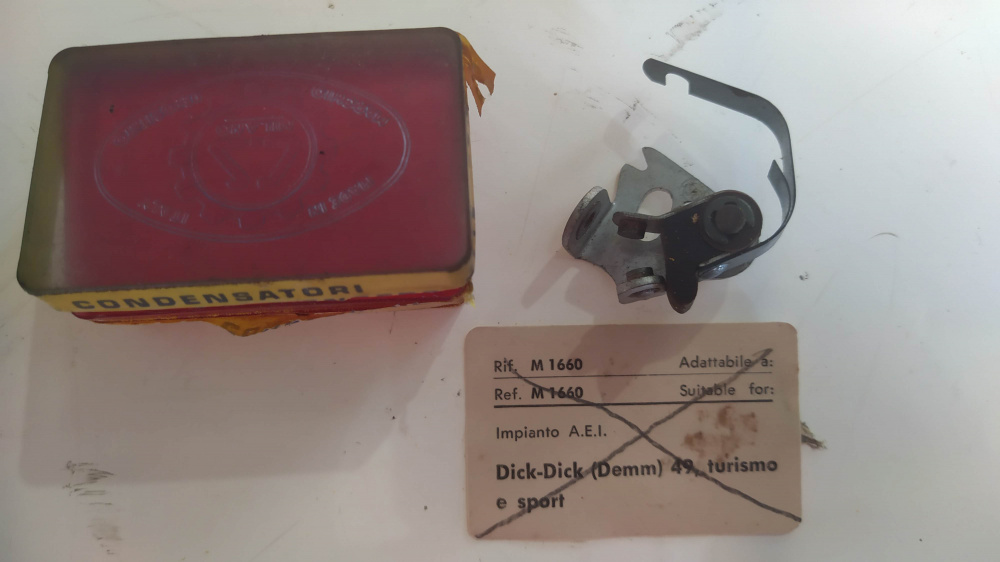 CONDENSATORI
Rif. M 1660 Adattabile a:
Ref. M 1660 Suitable for:
Impianto A.E.I.
Dick-Dick (Demm) 49, turismo
e sport